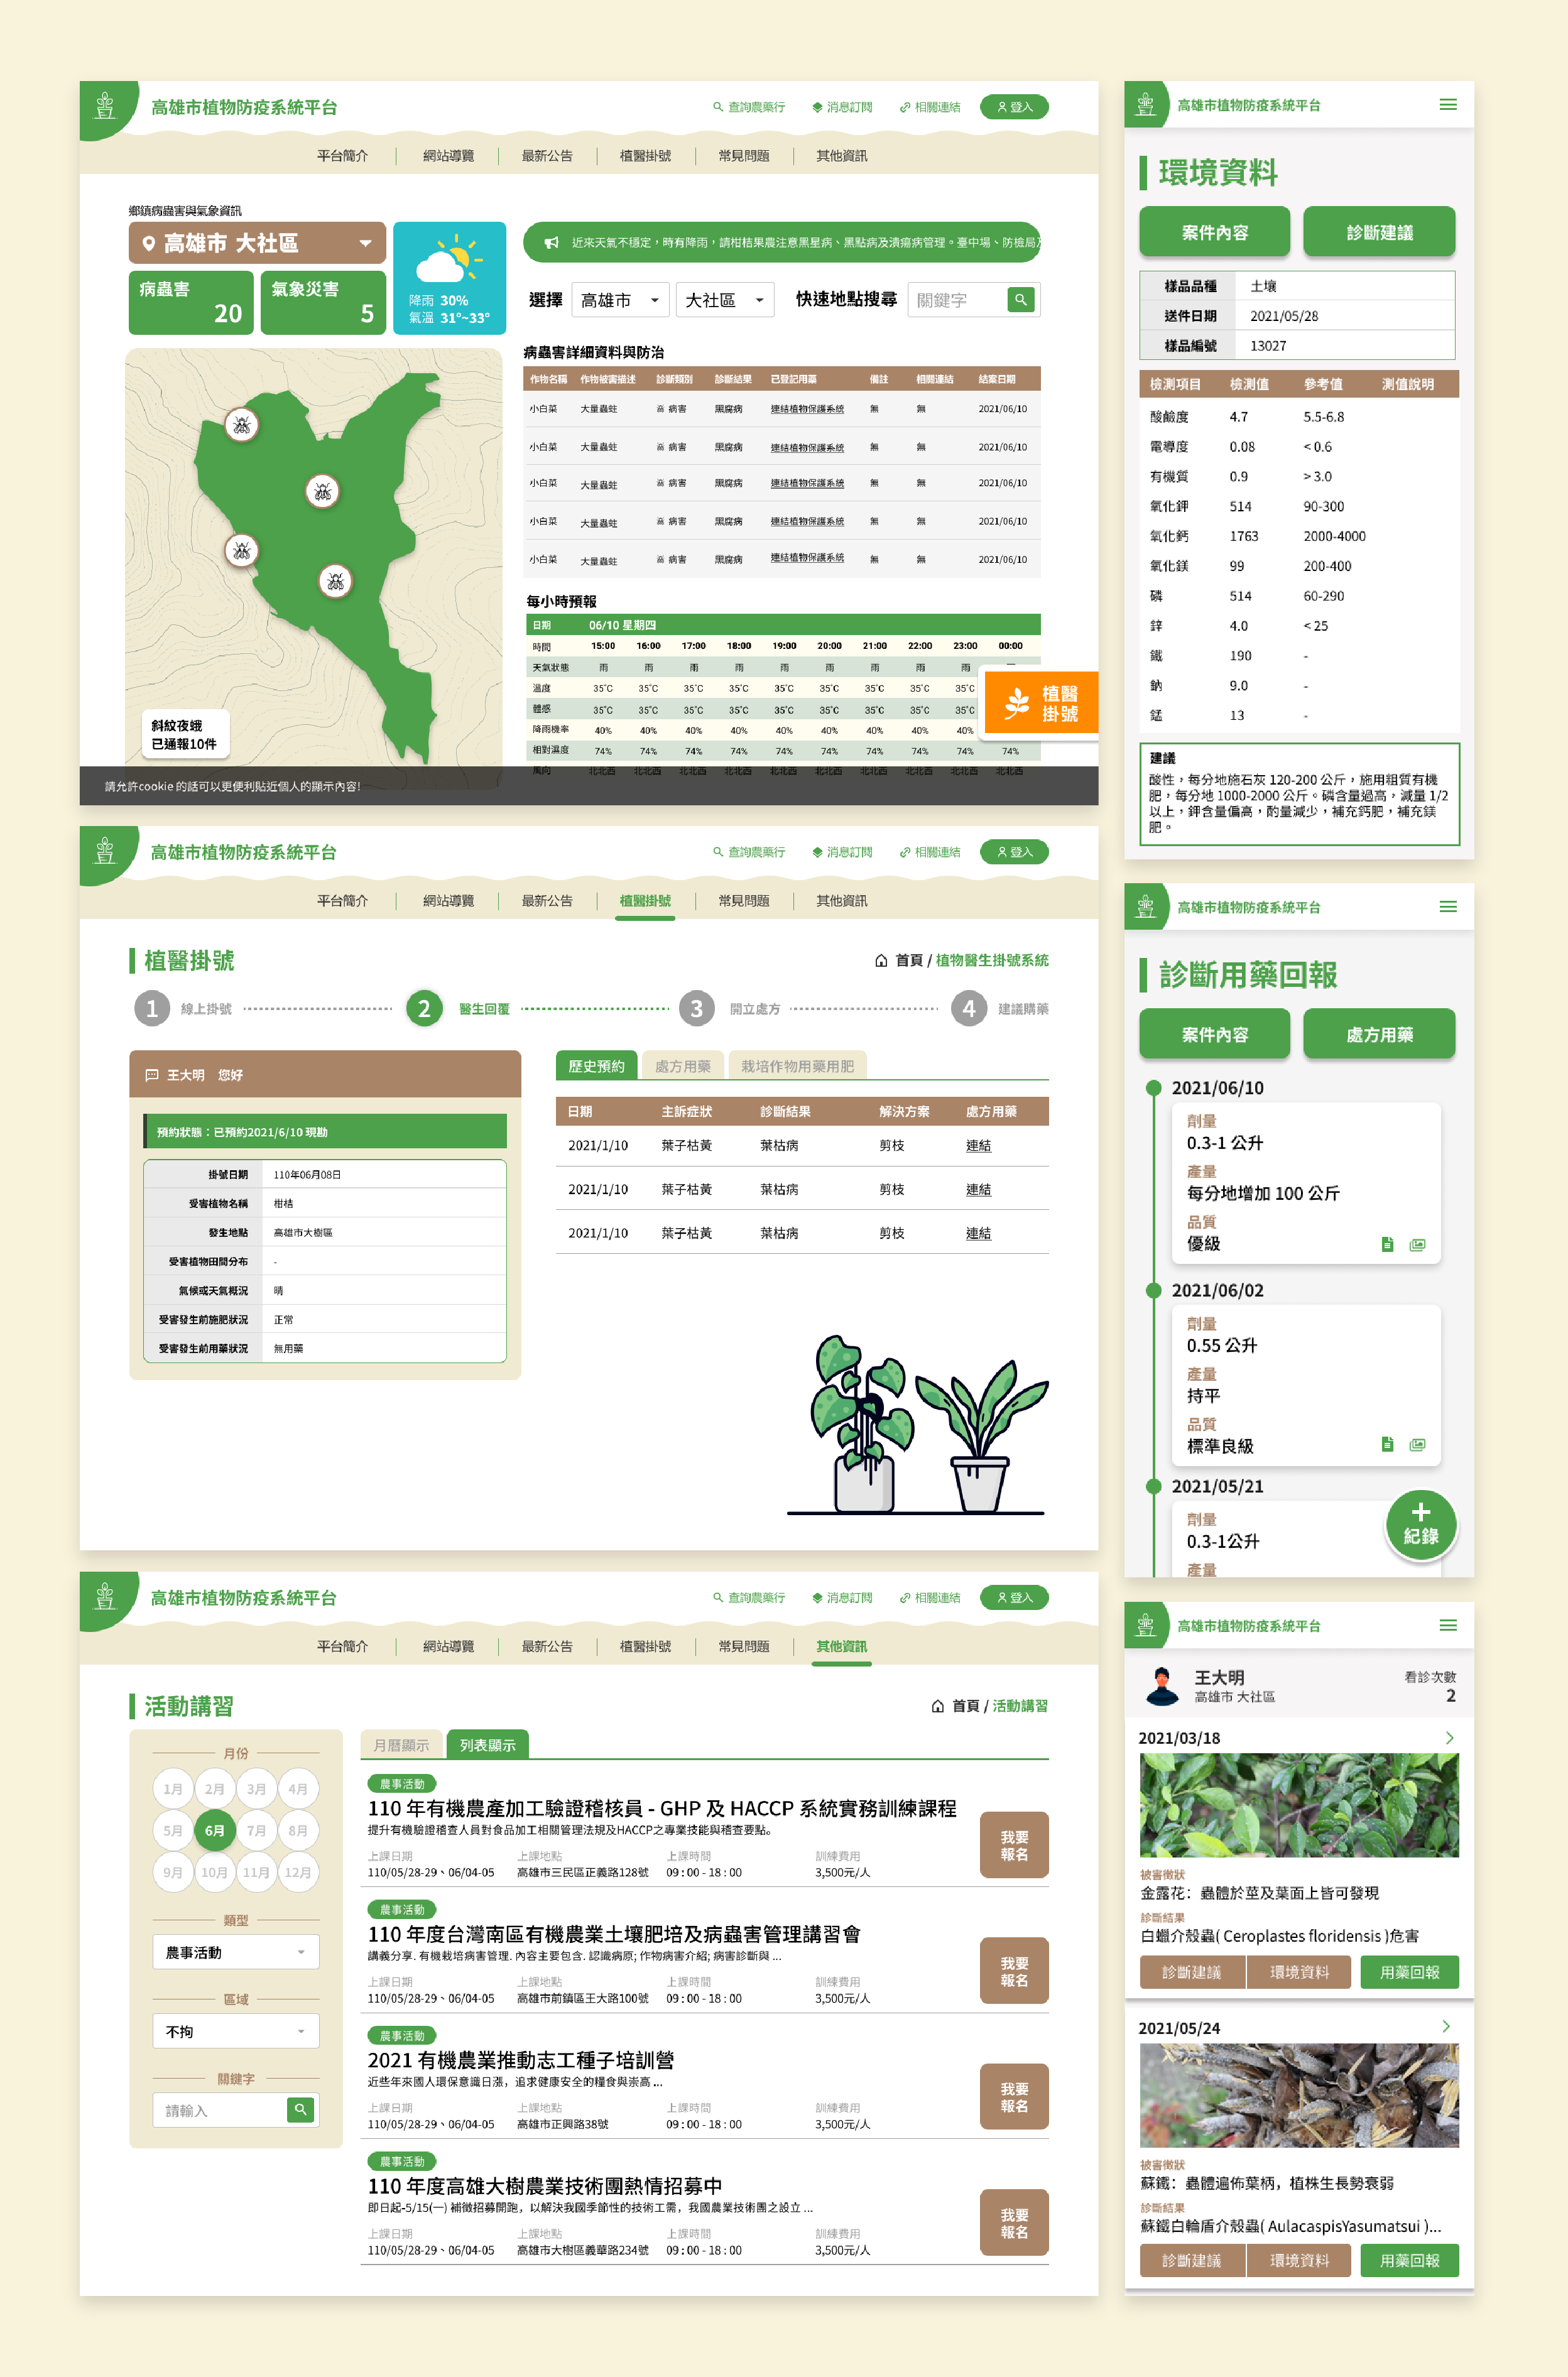 高雄市植物防疫系統平台
查詢農藥行 消息訂閱 相關連結 登入
平台簡介 網站導覽 最新公告 植醫掛號 常見問題 其他資訊
鄉鎮病蟲害與氣象資訊
高雄市 大社區
病蟲害
20
氣象災害
5
降雨 30%
氣溫 31°~33°
斜紋夜蛾
已通報10件
近來天氣不穩定，時有降雨，請柑桔果農注意黑星病、黑點病及潰瘍病管理。臺中場、防檢局及
選擇 高雄市 大社區 快速地點搜尋 關鍵字
病蟲害詳細資料與防治
作物名稱 作物被害描述 診斷類別 診斷結果 已登記用藥 備註 相關連結 結案日期
小白菜 大量蟲蛀 病害 黑腐病 連結植物保護系統 無 無 2021/06/10
小白菜 大量蟲蛀 病害 黑腐病 連結植物保護系統 無 無 2021/06/10
小白菜 大量蟲蛀 病害 黑腐病 連結植物保護系統 無 無 2021/06/10
小白菜 大量蟲蛀 病害 黑腐病 連結植物保護系統 無 無 2021/06/10
小白菜 大量蟲蛀 病害 黑腐病 連結植物保護系統 無 無 2021/06/10
每小時預報
日期 06/10 星期四
時間 15:00 16:00 17:00 18:00 19:00 20:00 21:00 22:00 23:00 00:00
天氣狀態 雨 雨 雨 雨 雨 雨 雨 雨 雨
溫度 35°C 35°C 35°C 35°C 35°C 35°C 35°C 35°C 35°C
體感 35°C 35°C 35°C 35°C 35°C 35°C 35°C 35°C 35°C
降雨機率 40% 40% 40% 40% 40% 40% 40% 40% 40%
相對濕度 74% 74% 74% 74% 74% 74% 74% 74% 74% 74%
風向 北北西 北北西 北北西 北北西 北北西 北北西 北北西 北北西 北北西 北北西
植醫
掛號
請允許cookie 的話可以更便利貼近個人的顯示內容!
高雄市植物防疫系統平台
查詢農藥行 消息訂閱 相關連結 登入
平台簡介 網站導覽 最新公告 植醫掛號 常見問題 其他資訊
植醫掛號
首頁 / 植物醫生掛號系統
1 線上掛號 2 醫生回覆 3 開立處方 4 建議購藥
王大明 您好
預約狀態：已預約2021/6/10 現勘
掛號日期 110年06月08日
受害植物名稱 柑桔
發生地點 高雄市大樹區
受害植物田間分布 -
氣候或天氣概況 晴
受害發生前施肥狀況 正常
受害發生前用藥狀況 無用藥
歷史預約 處方用藥 栽培作物用藥用肥
日期 主訴症狀 診斷結果 解決方案 處方用藥
2021/1/10 葉子枯黃 葉枯病 剪枝 連結
2021/1/10 葉子枯黃 葉枯病 剪枝 連結
2021/1/10 葉子枯黃 葉枯病 剪枝 連結
高雄市植物防疫系統平台
查詢農藥行 消息訂閱 相關連結 登入
平台簡介 網站導覽 最新公告 植醫掛號 常見問題 其他資訊
活動講習
首頁 / 活動講習
月份
1月 2月 3月 4月
5月 6月 7月 8月
9月 10月 11月 12月
類型
農事活動
區域
不拘
關鍵字
請輸入
月曆顯示 列表顯示
農事活動
110 年有機農產加工驗證稽核員 - GHP 及 HACCP 系統實務訓練課程
提升有機驗證稽查人員對食品加工相關管理法規及HACCP之專業技能與稽查要點。
上課日期 上課地點 上課時間 訓練費用
110/05/28-29、06/04-05 高雄市三民區正義路128號 09 : 00 - 18 : 00 3,500元/人
我要
報名
農事活動
110 年度台灣南區有機農業土壤肥培及病蟲害管理講習會
講義分享. 有機栽培病害管理. 內容主要包含. 認識病原; 作物病害介紹; 病害診斷與 ...
上課日期 上課地點 上課時間 訓練費用
110/05/28-29、06/04-05 高雄市前鎮區王大路100號 09 : 00 - 18 : 00 3,500元/人
我要
報名
農事活動
2021 有機農業推動志工種子培訓營
近些年來國人環保意識日漲，追求健康安全的糧食與崇高 ...
上課日期 上課地點 上課時間 訓練費用
110/05/28-29、06/04-05 高雄市正興路38號 09 : 00 - 18 : 00 3,500元/人
我要
報名
農事活動
110 年度高雄大樹農業技術團熱情招募中
即日起-5/15(一) 補徵招募開跑，以解決我國季節性的技術工需，我國農業技術團之設立 ...
上課日期 上課地點 上課時間 訓練費用
110/05/28-29、06/04-05 高雄市大樹區義華路234號 09 : 00 - 18 : 00 3,500元/人
我要
報名
高雄市植物防疫系統平台
環境資料
案件內容 診斷建議
樣品品種 土壤
送件日期 2021/05/28
樣品編號 13027
檢測項目 檢測值 參考值 測值說明
酸鹼度 4.7 5.5-6.8
電導度 0.08 < 0.6
有機質 0.9 > 3.0
氧化鉀 514 90-300
氧化鈣 1763 2000-4000
氧化鎂 99 200-400
磷 514 60-290
鋅 4.0 < 25
鐵 190 -
鈉 9.0 -
錳 13 -
建議
酸性，每分地施石灰 120-200 公斤，施用粗質有機
肥，每分地 1000-2000 公斤。磷含量過高，減量 1/2
以上，鉀含量偏高，酌量減少，補充鈣肥，補充鎂
肥。
高雄市植物防疫系統平台
診斷用藥回報
案件內容 處方用藥
2021/06/10
劑量
0.3-1 公升
產量
每分地增加 100 公斤
品質
優級
2021/06/02
劑量
0.55 公升
產量
持平
品質
標準良級
2021/05/21
劑量
0.3-1公升
產量
+
紀錄
高雄市植物防疫系統平台
王大明
高雄市 大社區
看診次數
2
2021/03/18
被害徵狀
金露花：蟲體於莖及葉面上皆可發現
診斷結果
白蠟介殼蟲( Ceroplastes floridensis )危害
診斷建議 環境資料 用藥回報
2021/05/24
被害徵狀
蘇鐵：蟲體遍佈葉柄，植株生長勢衰弱
診斷結果
蘇鐵白輪盾介殼蟲( AulacaspisYasumatsui )...
診斷建議 環境資料 用藥回報